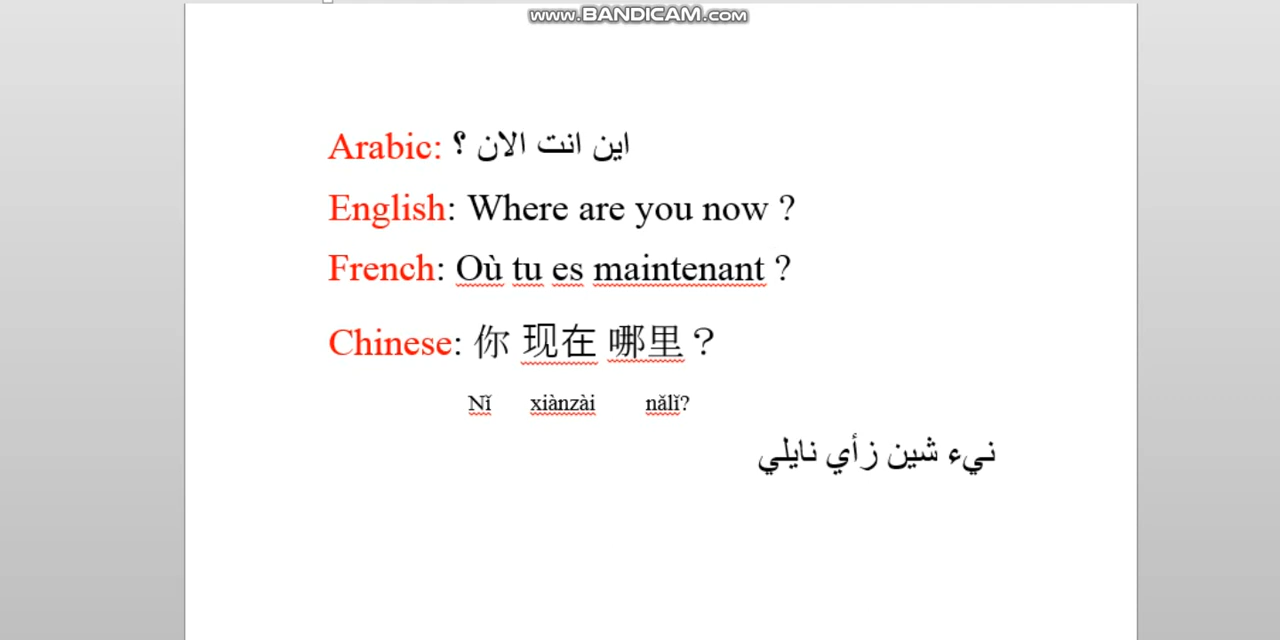 www.BANDICAM.com
Arabic: اين انت الان ؟
English: Where are you now ?
French: Où tu es maintenant ?
Chinese: 你 现在 哪里？
Nǐ xiànzài nǎlǐ?
نيء شين زأي نايلي